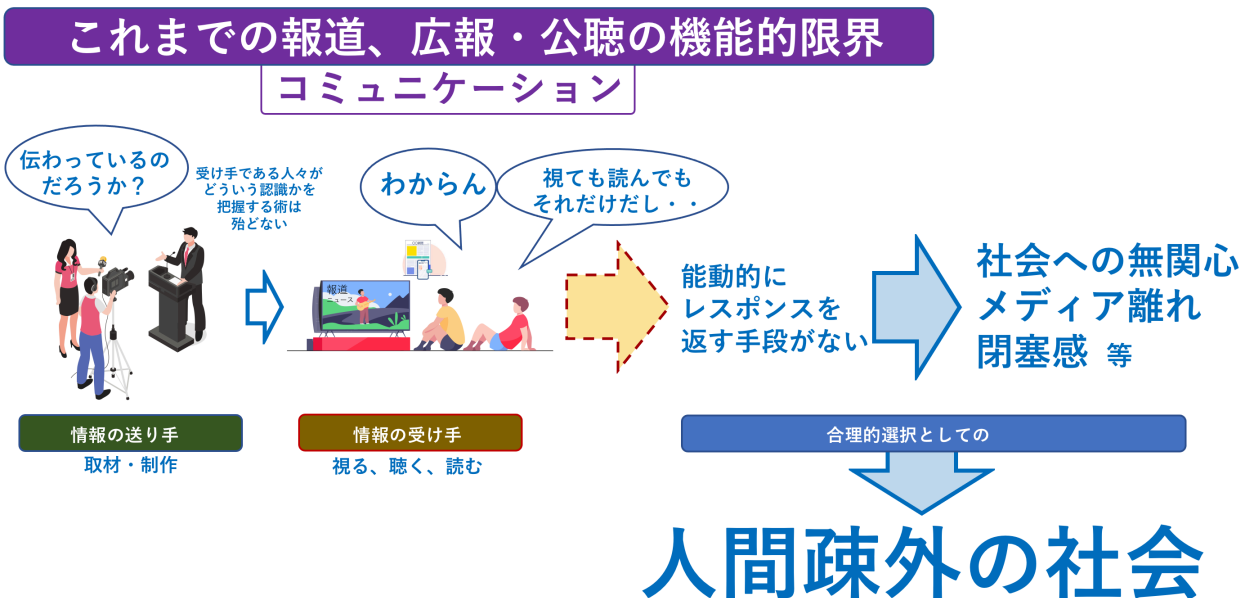 これまでの報道、広報・公聴の機能的限界
コミュニケーション
伝わっているの
だろうか？
受け手である人々が
どういう認識かを
把握する術は
殆どない
わからん
視ても読んでも
それだけだし・・
報道
ニュース
能動的に
レスポンスを
返す手段がない
社会への無関心
メディア離れ
閉塞感 等
情報の送り手
取材・制作
情報の受け手
視る、聴く、読む
合理的選択としての
人間疎外の社会